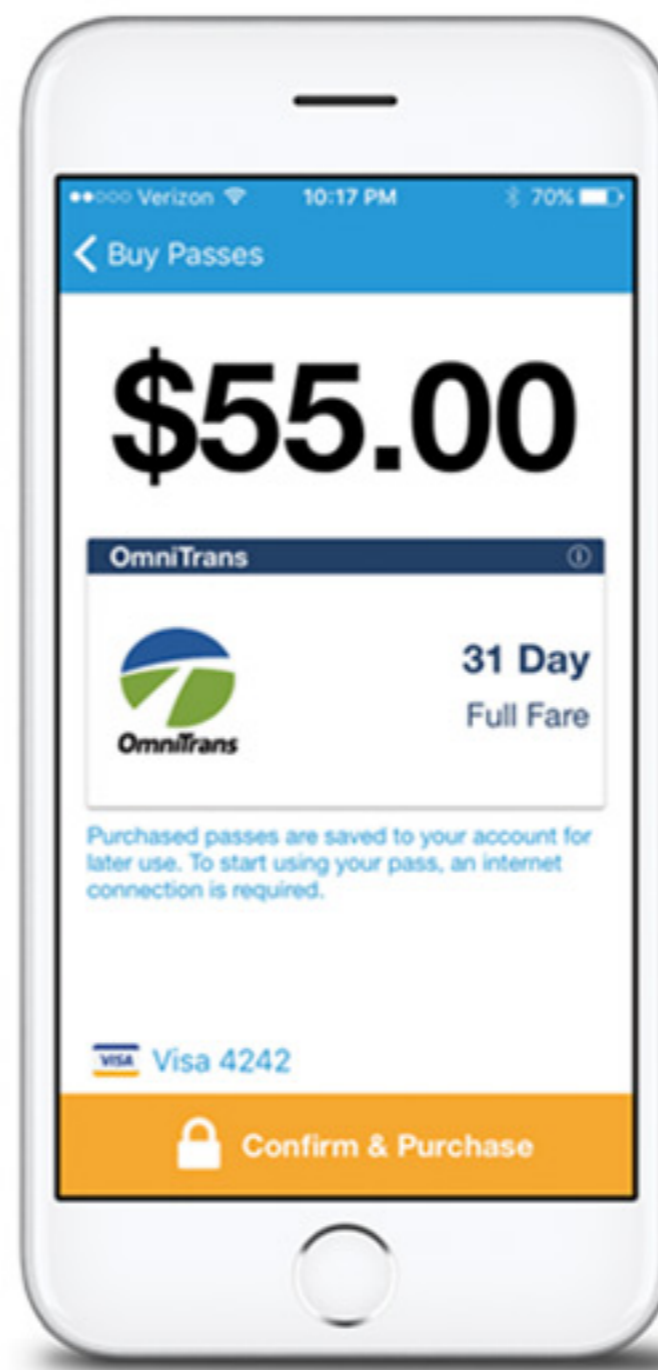 Verizon 10:17 PM 70%
Buy Passes
$55.00
OmniTrans
31 Day
Full Fare
OmniTrans
Purchased passes are saved to your account for
later use. To start using your pass, an internet
connection is required.
VISA Visa 4242
Confirm & Purchase